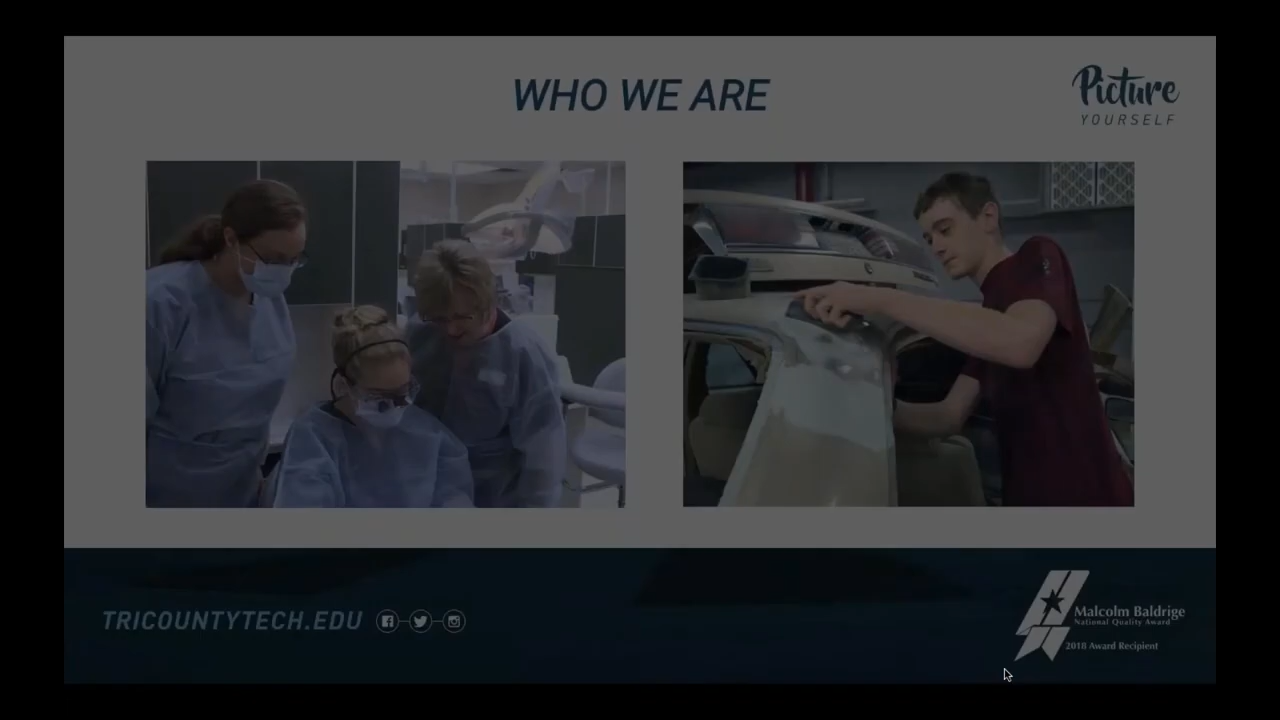 WHO WE ARE
Picture
YOURSELF
TRICOUNTYTECH.EDU
Malcolm Baldrige
National Quality Award
2018 Award Recipient